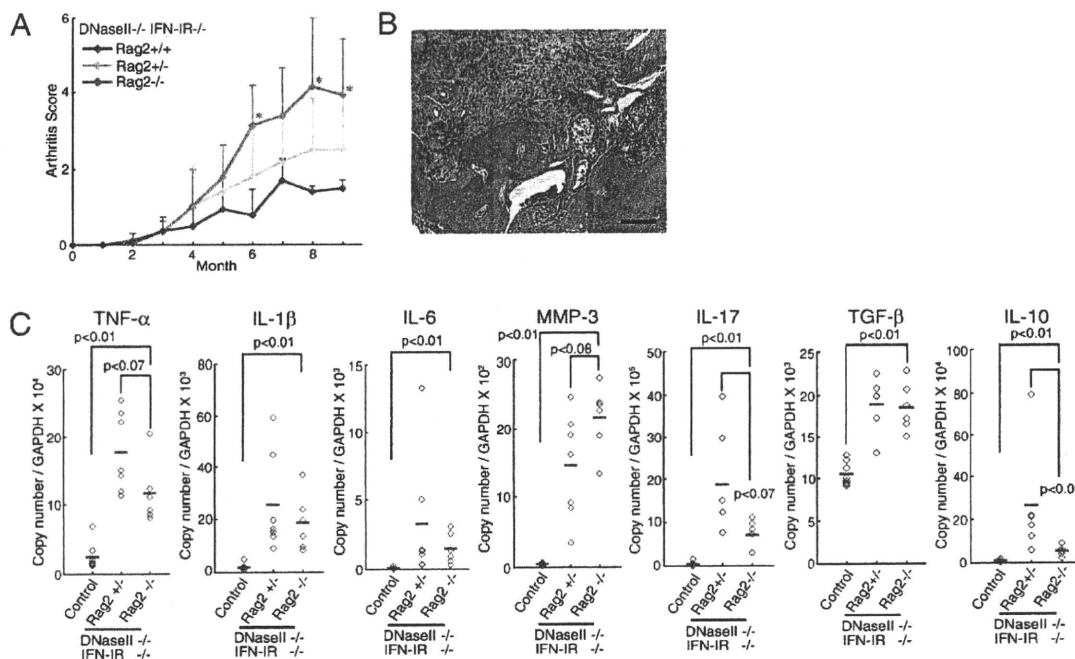 A
DNaseII-/- IFN-IR-/-
Rag2+/+
Rag2+/-
Rag2-/-
Arthritis Score
6
4
2
0
0 2 4 6 8
Month
* * *
B
C
TNF-α
p<0.01
p<0.07
Copy number / GAPDH X 10⁴
30
20
10
0
Control
Rag2 +/-
Rag2 -/-
DNaseII -/-
IFN-IR -/-
IL-1β
p<0.01
Copy number / GAPDH X 10³
80
60
40
20
0
Control
Rag2 +/-
Rag2 -/-
DNaseII -/-
IFN-IR -/-
IL-6
p<0.01
Copy number / GAPDH X 10³
15
10
5
0
Control
Rag2 +/-
Rag2 -/-
DNaseII -/-
IFN-IR -/-
MMP-3
p<0.01
p<0.06
Copy number / GAPDH X 10²
20
10
0
Control
Rag2 +/-
Rag2 -/-
DNaseII -/-
IFN-IR -/-
IL-17
p<0.01
p<0.07
Copy number / GAPDH X 10⁵
50
40
30
20
10
0
Control
Rag2 +/-
Rag2 -/-
DNaseII -/-
IFN-IR -/-
TGF-β
p<0.01
Copy number / GAPDH X 10³
25
20
15
10
5
0
Control
Rag2 +/-
Rag2 -/-
DNaseII -/-
IFN-IR -/-
IL-10
p<0.01
p<0.0
Copy number / GAPDH X 10⁴
100
80
60
40
20
0
Control
Rag2 +/-
Rag2 -/-
DNaseII -/-
IFN-IR -/-